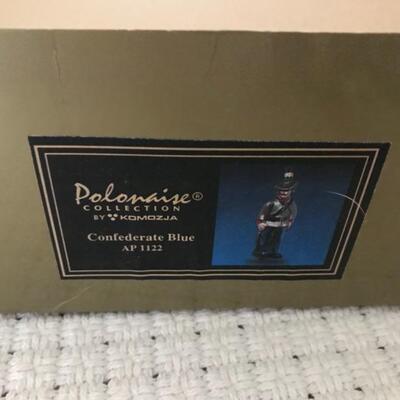 Polonaise®
COLLECTION
BY KOMOZJA
Confederate Blue
AP 1122